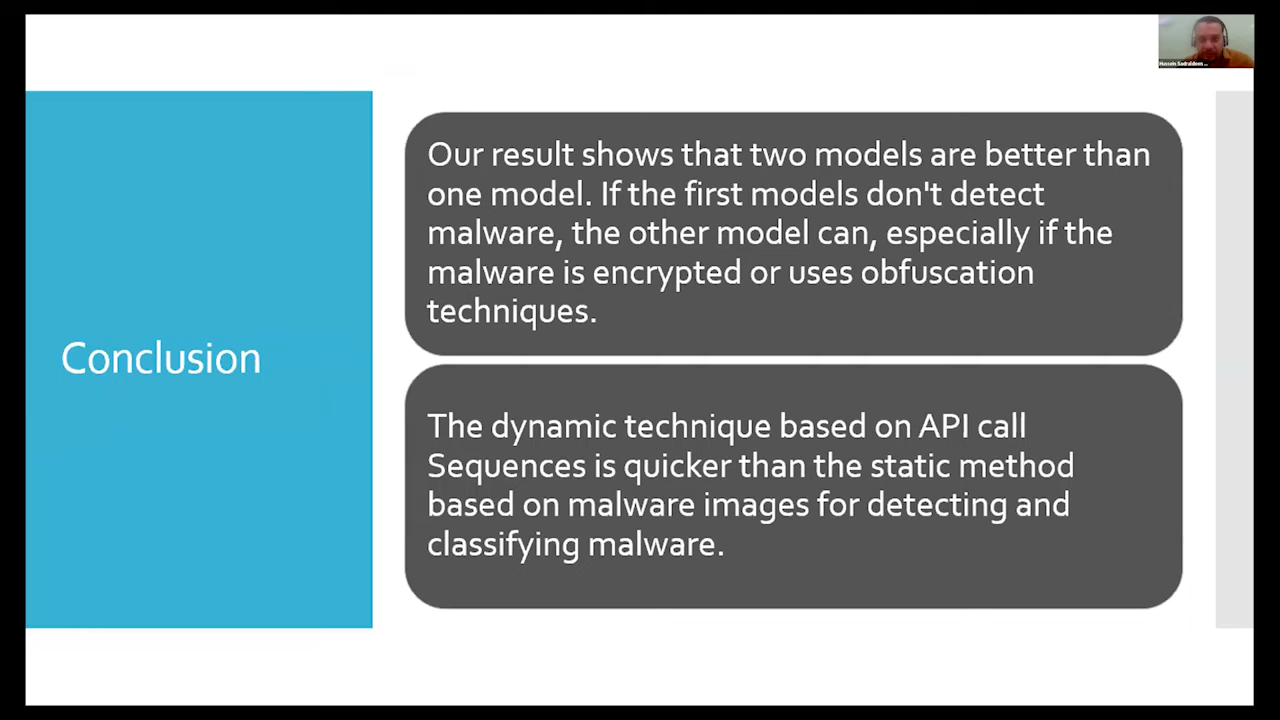 Hussein Sadruldeen ...
Our result shows that two models are better than
one model. If the first models don't detect
malware, the other model can, especially if the
malware is encrypted or uses obfuscation
techniques.
Conclusion
The dynamic technique based on API call
Sequences is quicker than the static method
based on malware images for detecting and
classifying malware.